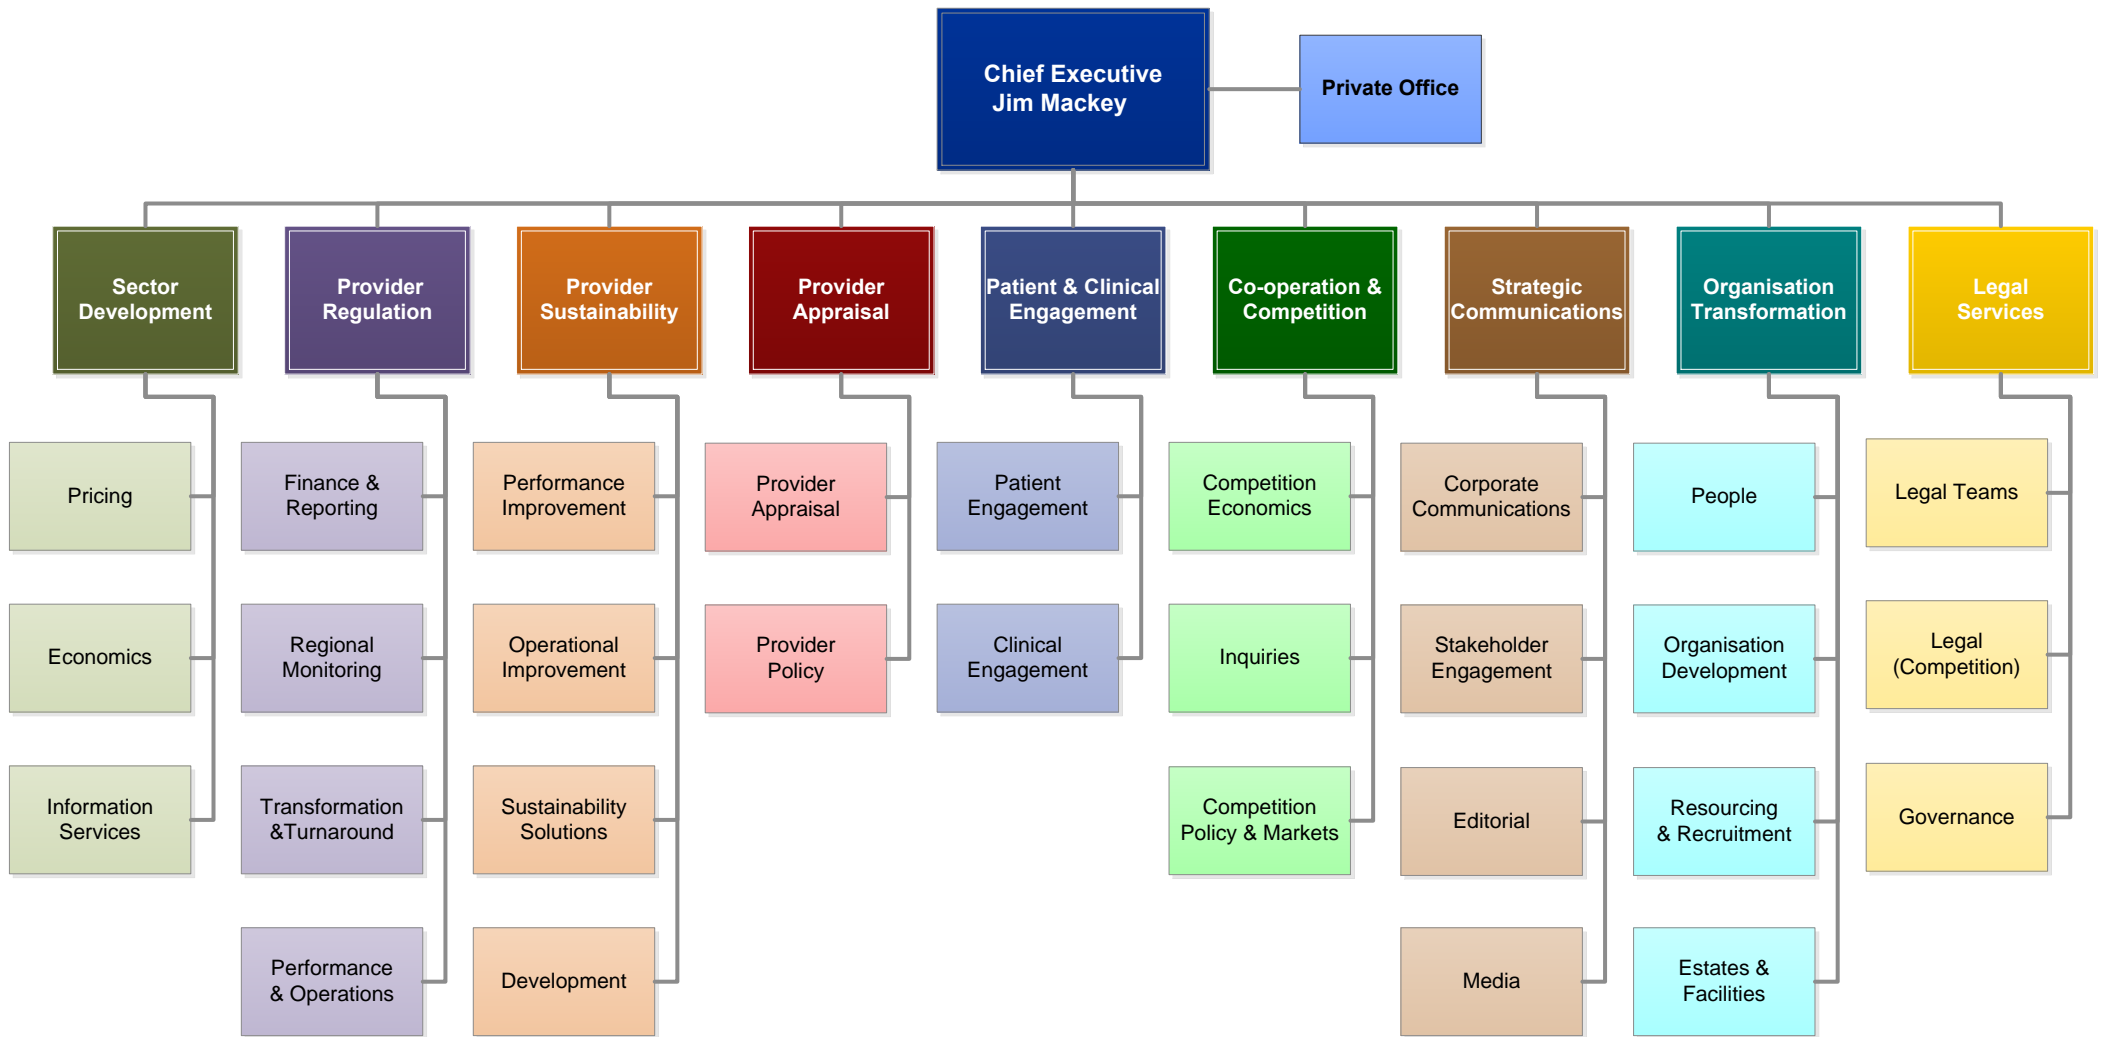 Chief Executive
Jim Mackey
Private Office
Sector
Development
Provider
Regulation
Provider
Sustainability
Provider
Appraisal
Patient & Clinical
Engagement
Co-operation &
Competition
Strategic
Communications
Organisation
Transformation
Legal
Services
Pricing
Economics
Information
Services
Finance &
Reporting
Regional
Monitoring
Transformation
&Turnaround
Performance
& Operations
Performance
Improvement
Operational
Improvement
Sustainability
Solutions
Development
Provider
Appraisal
Provider
Policy
Patient
Engagement
Clinical
Engagement
Competition
Economics
Inquiries
Competition
Policy & Markets
Corporate
Communications
Stakeholder
Engagement
Editorial
Media
People
Organisation
Development
Resourcing
& Recruitment
Estates &
Facilities
Legal Teams
Legal
(Competition)
Governance